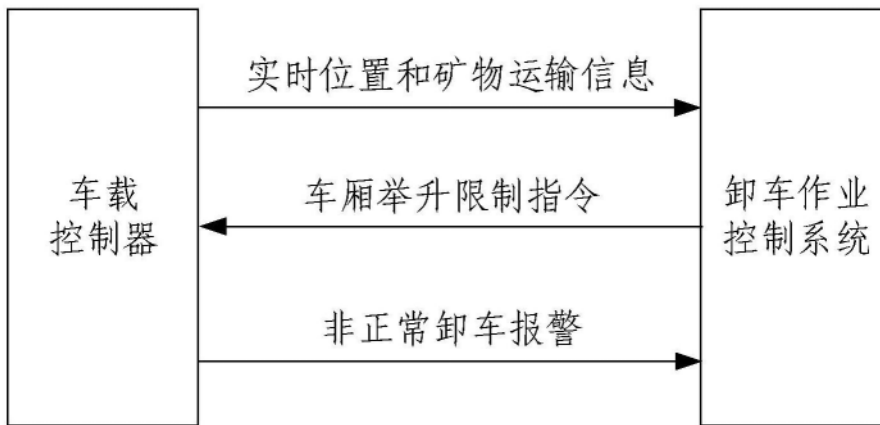 实时位置和矿物运输信息
车载
控制器
车厢举升限制指令
卸车作业
控制系统
非正常卸车报警